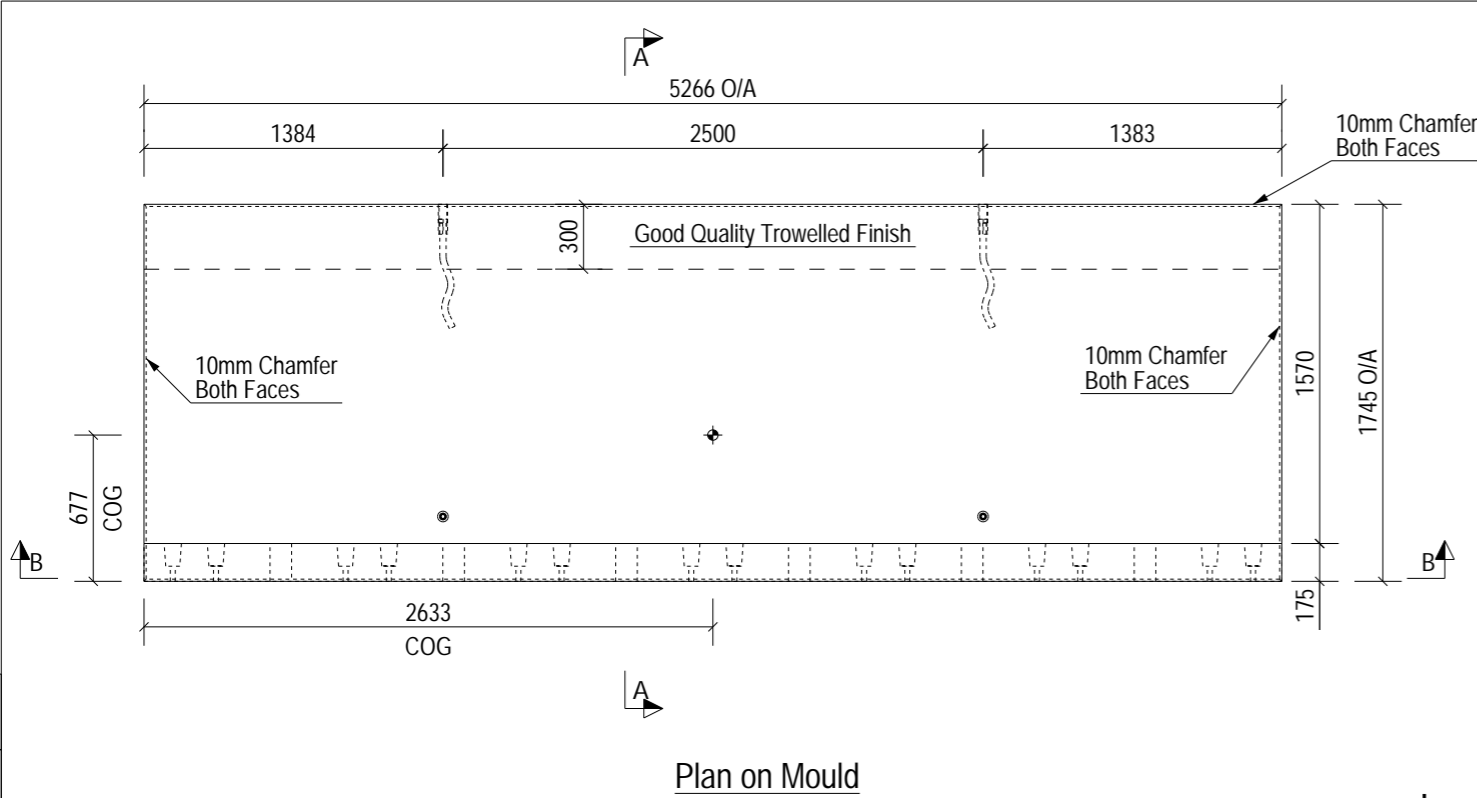 A
5266 O/A
1384
2500
1383
10mm Chamfer
Both Faces
300
Good Quality Trowelled Finish
10mm Chamfer
Both Faces
10mm Chamfer
Both Faces
1570
1745 O/A
677
COG
B
B
175
2633
COG
A
Plan on Mould